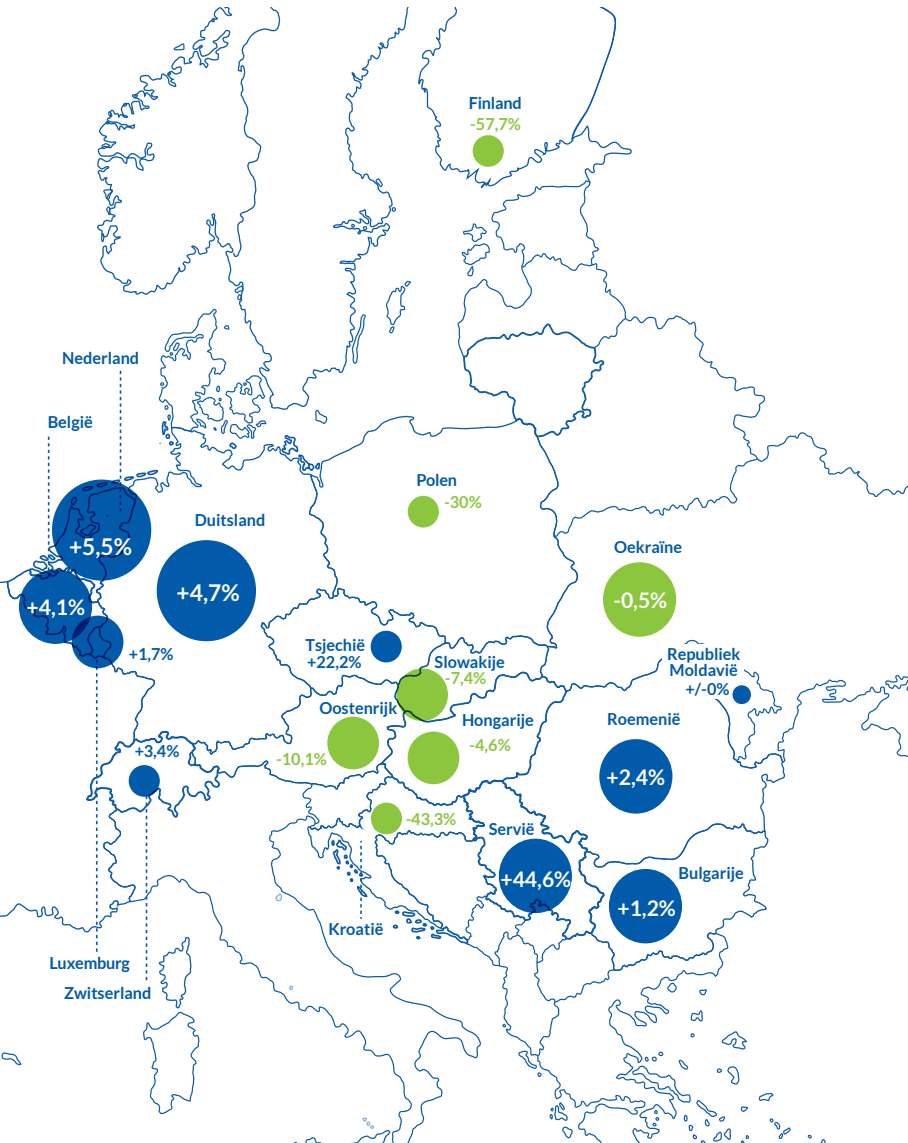 Finland
-57,7%
Nederland
België
Polen
-30%
Duitsland
+5,5%
Oekraïne
+4,7%
-0,5%
+4,1%
Tsjechië
+22,2%
+1,7%
Slowakije
-7,4%
Republiek
Moldavië
+/-0%
Oostenrijk
Hongarije
-4,6%
Roemenië
+3,4%
-10,1%
+2,4%
-43,3%
Servië
+44,6%
Bulgarije
+1,2%
Kroatië
Luxemburg
Zwitserland